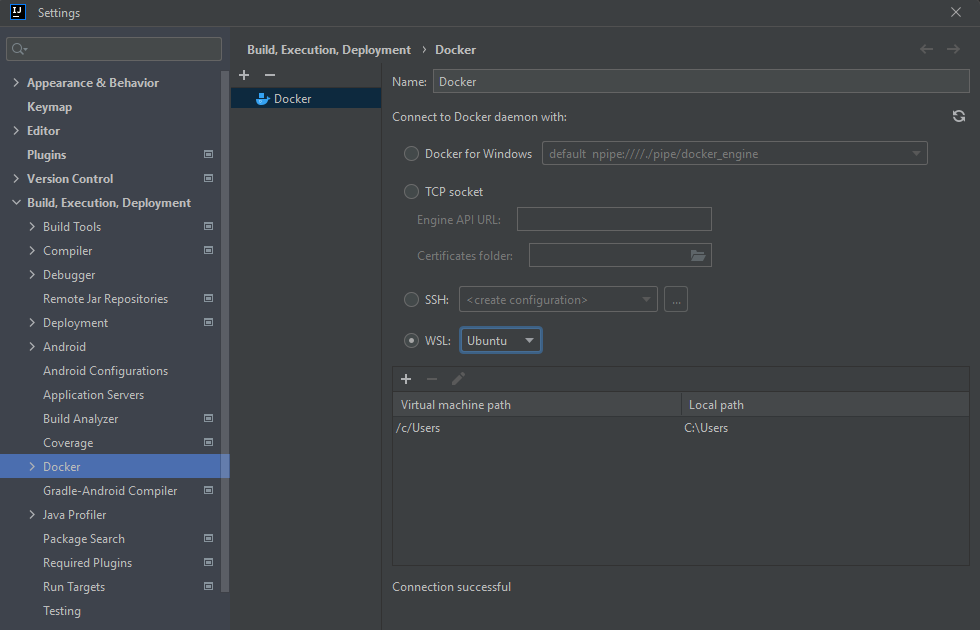 IJ
Settings
Appearance & Behavior
Keymap
Editor
Plugins
Version Control
Build, Execution, Deployment
Build Tools
Compiler
Debugger
Remote Jar Repositories
Deployment
Android
Android Configurations
Application Servers
Build Analyzer
Coverage
Docker
Gradle-Android Compiler
Java Profiler
Package Search
Required Plugins
Run Targets
Testing
Build, Execution, Deployment › Docker
Docker
Name: Docker
Connect to Docker daemon with:
Docker for Windows default npipe:////./pipe/docker_engine
TCP socket
Engine API URL:
Certificates folder:
SSH: <create configuration> ...
WSL: Ubuntu
Virtual machine path Local path
/c/Users C:\Users
Connection successful